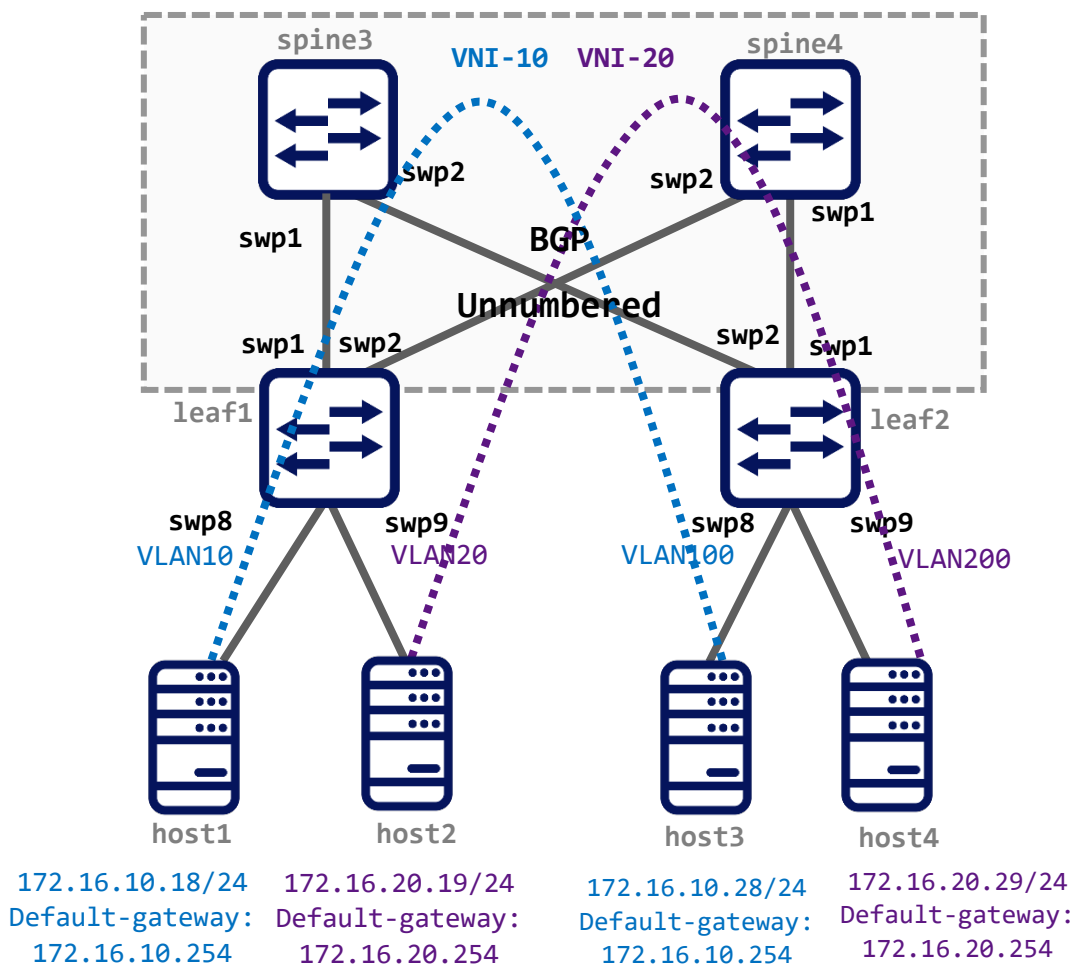 spine3
VNI-10
VNI-20
spine4
swp2
swp2
swp1
swp1
BGP
Unnumbered
swp1
swp2
swp2
swp1
leaf1
leaf2
swp8
swp9
swp8
swp9
VLAN10
VLAN20
VLAN100
VLAN200
host1
host2
host3
host4
172.16.10.18/24
Default-gateway:
172.16.10.254
172.16.20.19/24
Default-gateway:
172.16.20.254
172.16.10.28/24
Default-gateway:
172.16.10.254
172.16.20.29/24
Default-gateway:
172.16.20.254